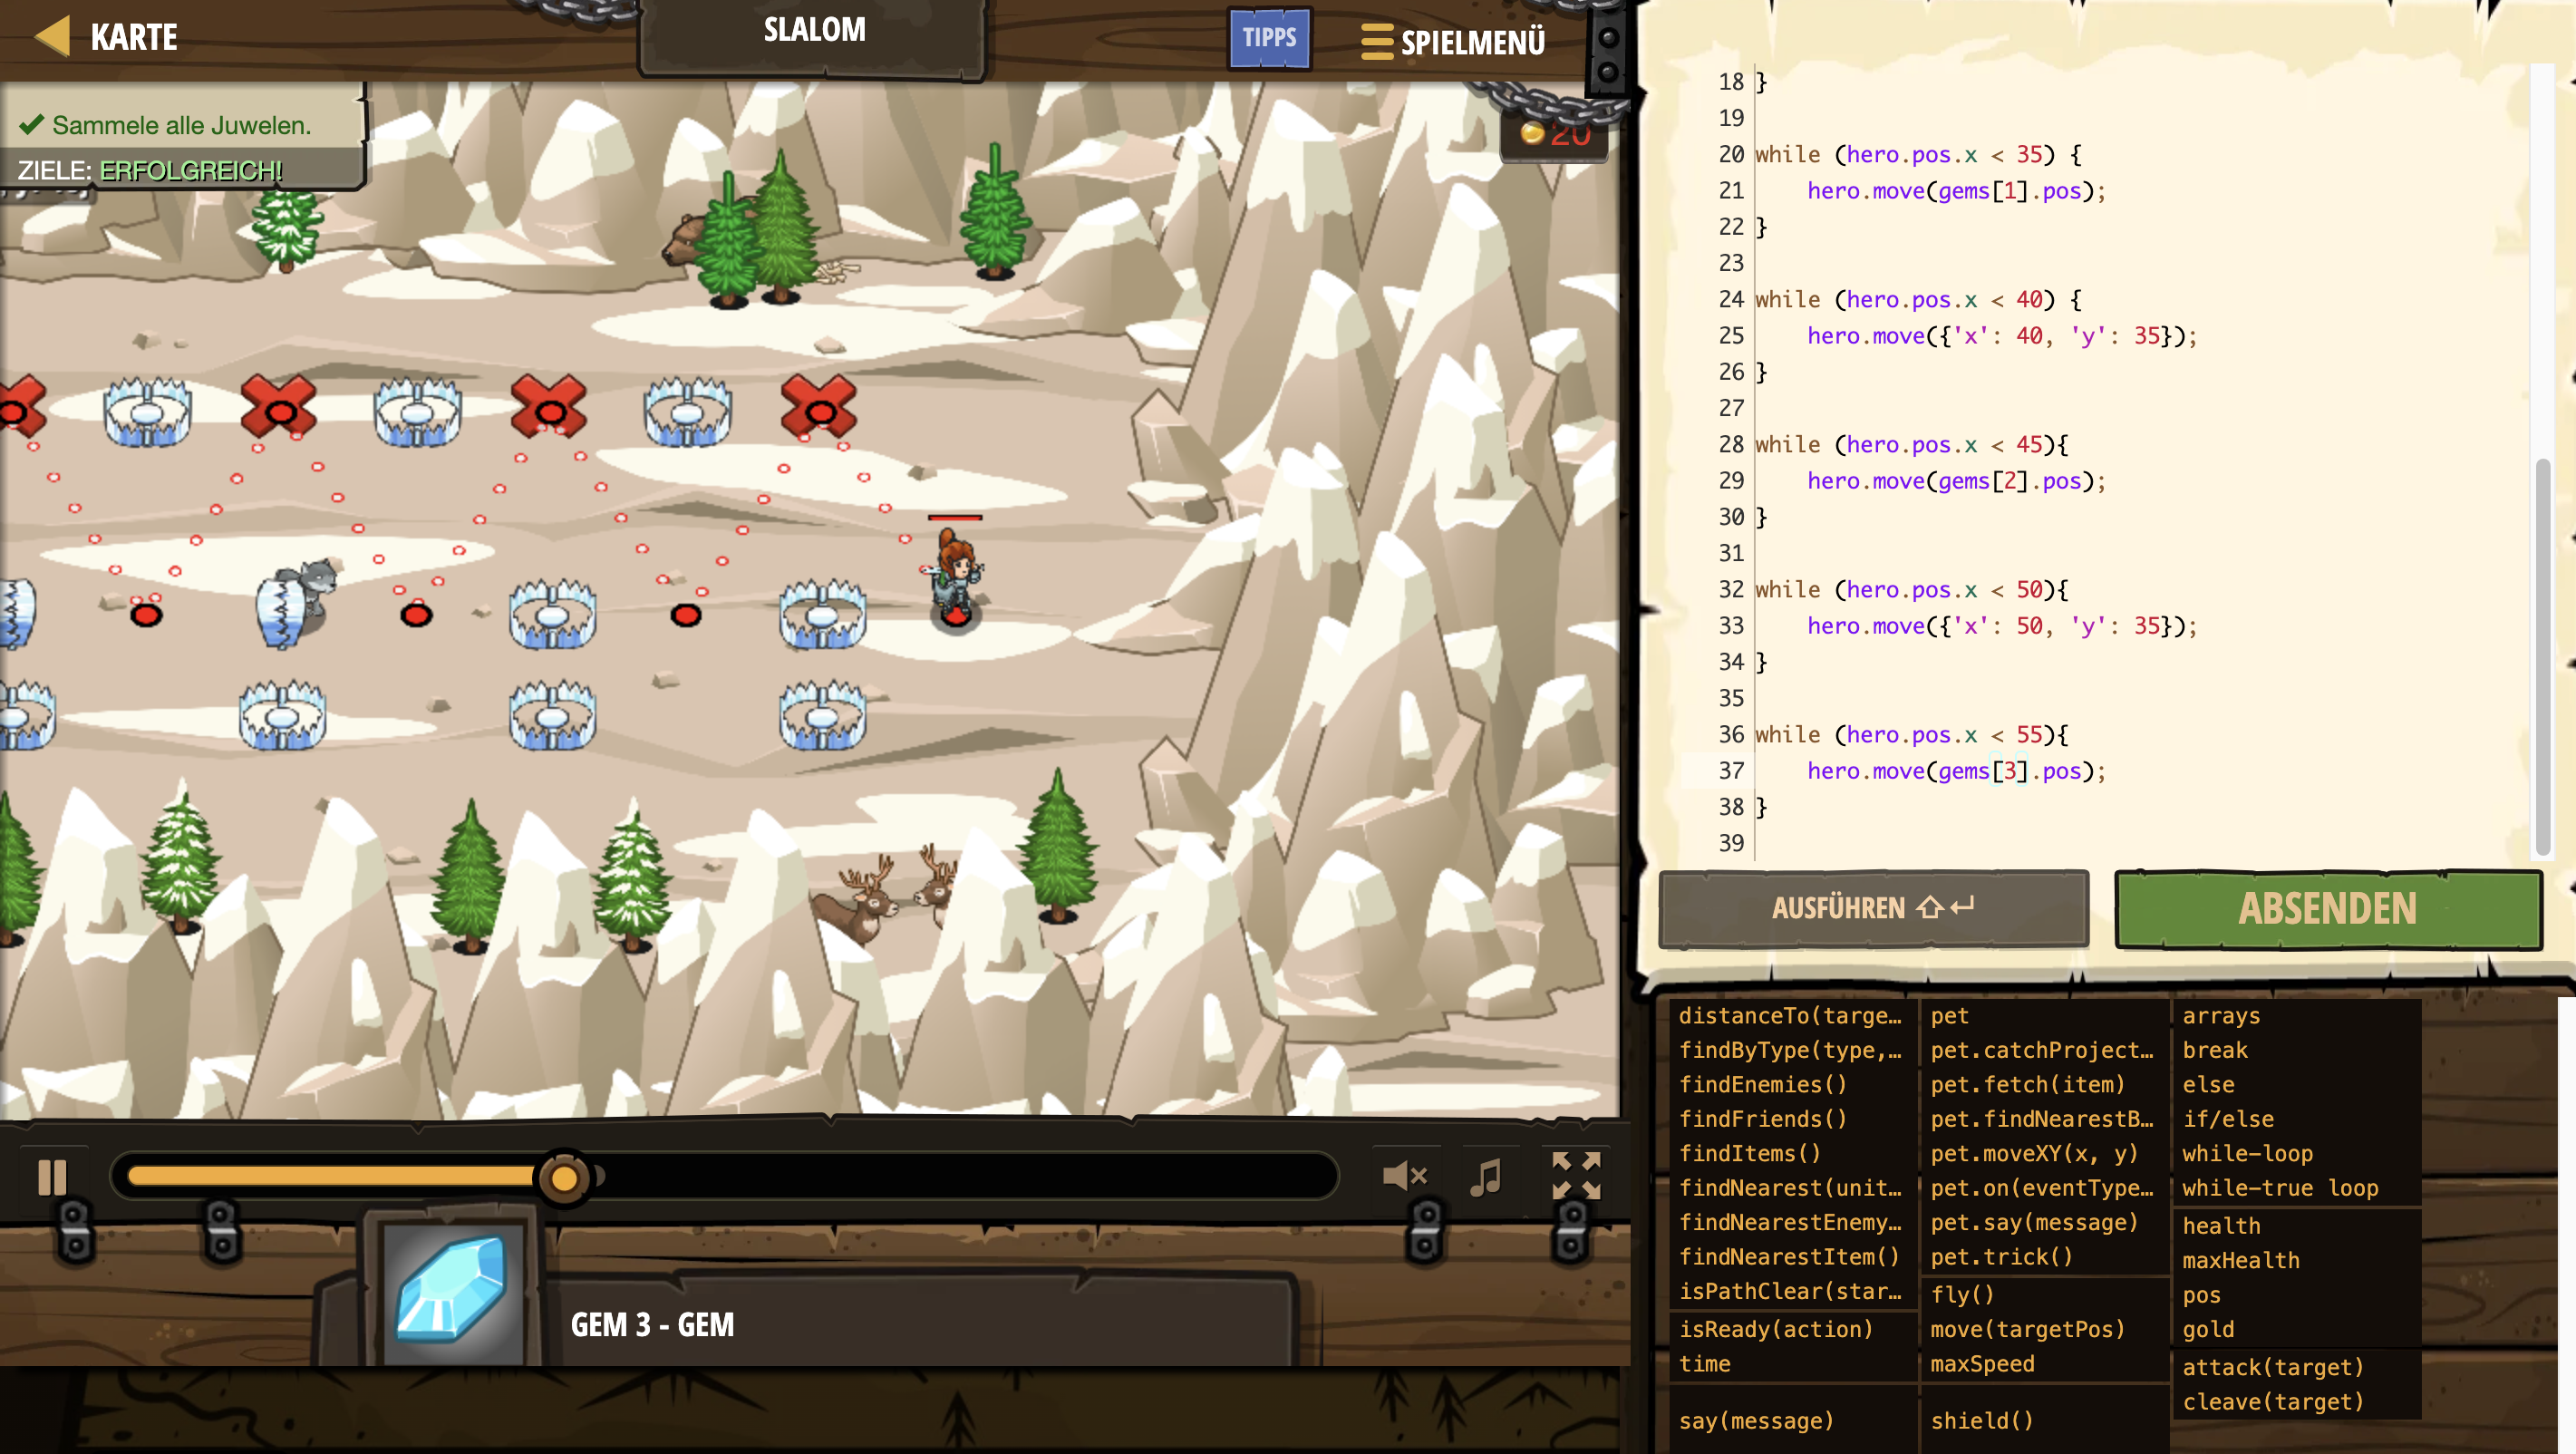 KARTE
SLALOM
TIPPS
SPIELMENÜ
Sammele alle Juwelen.
ZIELE: ERFOLGREICH!
20
18 }
19
20 while (hero.pos.x < 35) {
21 hero.move(gems[1].pos);
22 }
23
24 while (hero.pos.x < 40) {
25 hero.move({'x': 40, 'y': 35});
26 }
27
28 while (hero.pos.x < 45){
29 hero.move(gems[2].pos);
30 }
31
32 while (hero.pos.x < 50){
33 hero.move({'x': 50, 'y': 35});
34 }
35
36 while (hero.pos.x < 55){
37 hero.move(gems[3].pos);
38 }
39
AUSFÜHREN ⇧↵
ABSENDEN
GEM 3 - GEM
distanceTo(targe…
findByType(type,…
findEnemies()
findFriends()
findItems()
findNearest(unit…
findNearestEnemy…
findNearestItem()
isPathClear(star…
isReady(action)
time
say(message)
pet
pet.catchProject…
pet.fetch(item)
pet.findNearestB…
pet.moveXY(x, y)
pet.on(eventType…
pet.say(message)
pet.trick()
fly()
move(targetPos)
maxSpeed
shield()
arrays
break
else
if/else
while-loop
while-true loop
health
maxHealth
pos
gold
attack(target)
cleave(target)